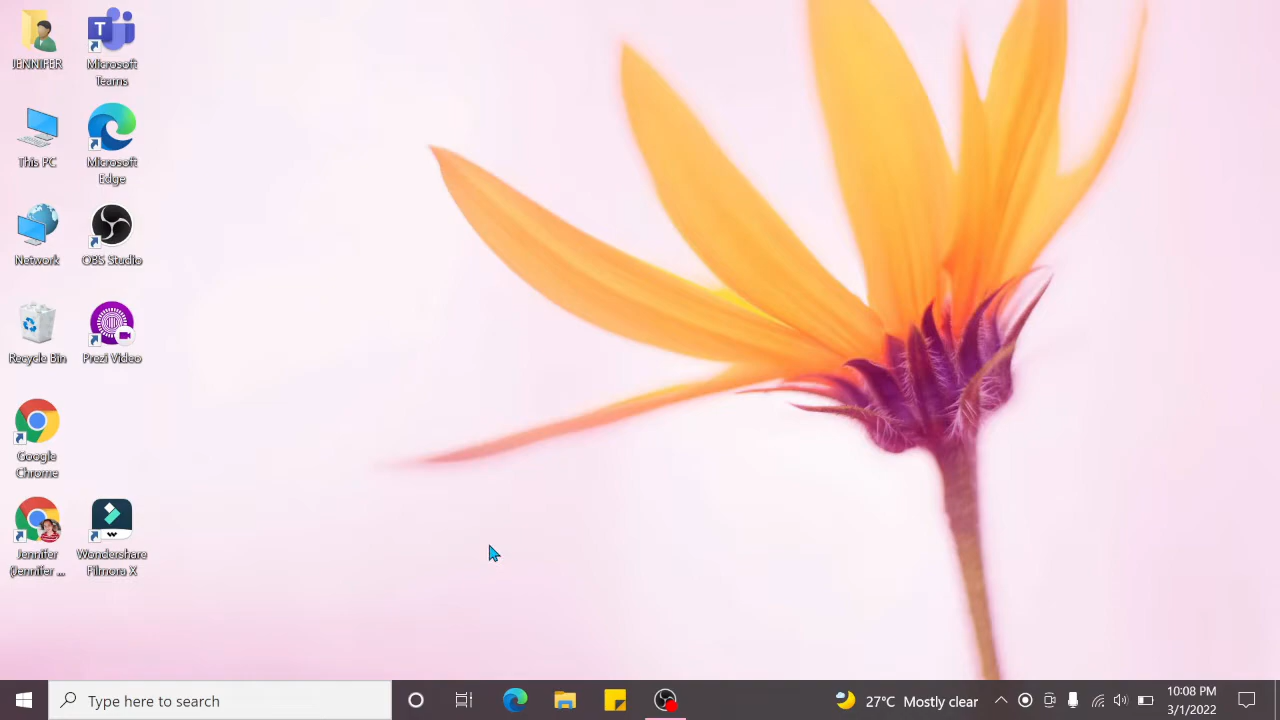 JENNIFER
Microsoft
Teams
This PC
Microsoft
Edge
Network
OBS Studio
Recycle Bin
Prezi Video
Google
Chrome
Jennifer
(Jennifer ...
Wondershare
Filmora X
Type here to search
27°C Mostly clear
10:08 PM
3/1/2022